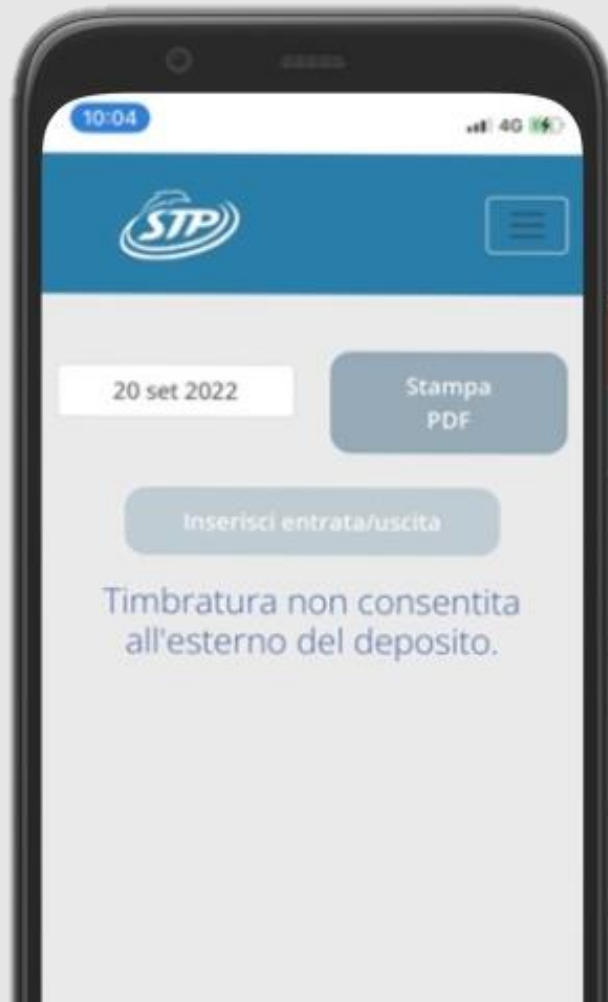 10:04
4G
STP
20 set 2022
Stampa
PDF
Inserisci entrata/uscita
Timbratura non consentita
all'esterno del deposito.